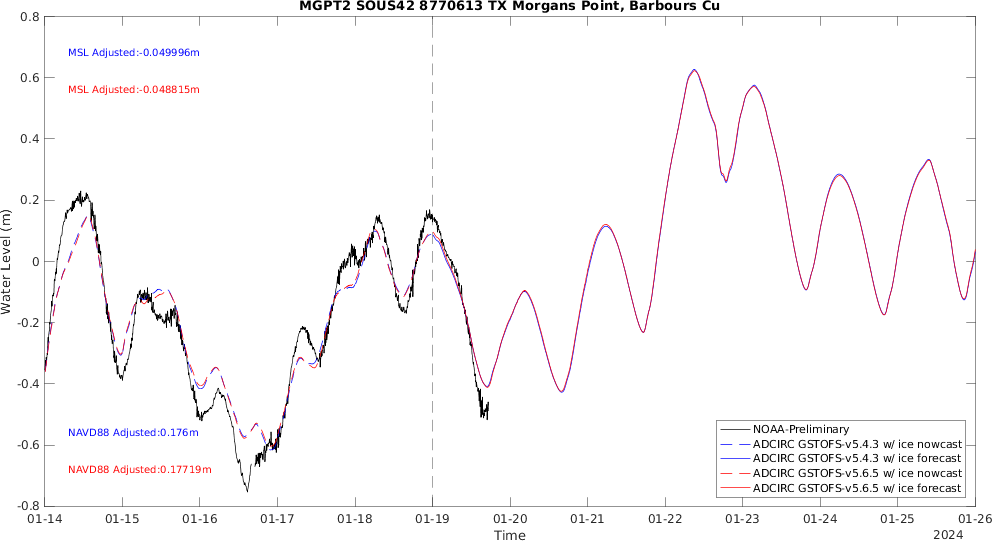 MGPT2 SOUS42 8770613 TX Morgans Point, Barbours Cu
0.8
0.6
0.4
0.2
0
-0.2
-0.4
-0.6
-0.8
Water Level (m)
MSL Adjusted:-0.049996m
MSL Adjusted:-0.048815m
NAVD88 Adjusted:0.176m
NAVD88 Adjusted:0.17719m
NOAA-Preliminary
ADCIRC GSTOFS-v5.4.3 w/ ice nowcast
ADCIRC GSTOFS-v5.4.3 w/ ice forecast
ADCIRC GSTOFS-v5.6.5 w/ ice nowcast
ADCIRC GSTOFS-v5.6.5 w/ ice forecast
01-14 01-15 01-16 01-17 01-18 01-19 01-20 01-21 01-22 01-23 01-24 01-25 01-26
Time
2024